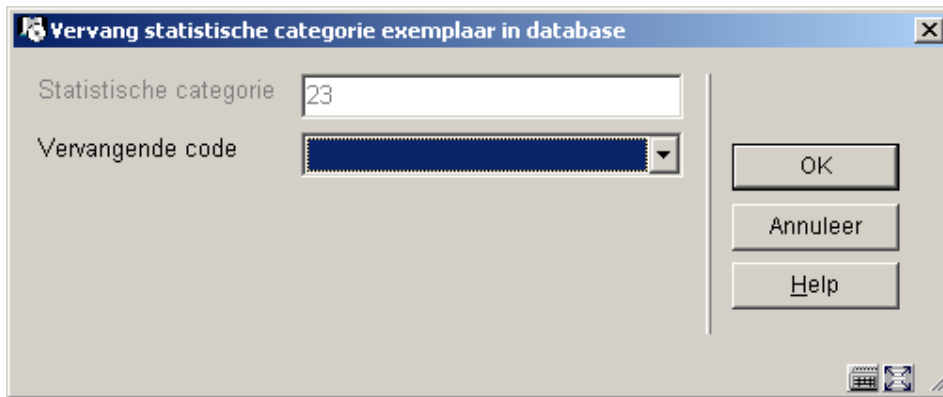 Vervang statistische categorie exemplaar in database
Statistische categorie 23
Vervangende code
OK
Annuleer
Help